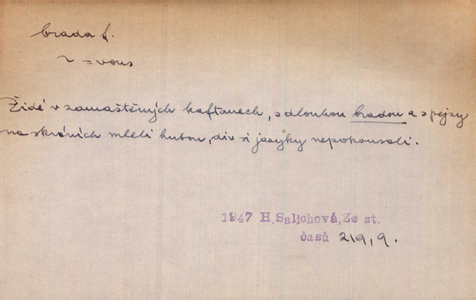 brada f.
~ = vous
Židé v zamaštěných kaftanech, s dlouhou bradou a s pejzy
na skráních mleli hubou, div si jazyky nepokousali.
1947 H. Salichová, Ze st.
časů 219, 9.